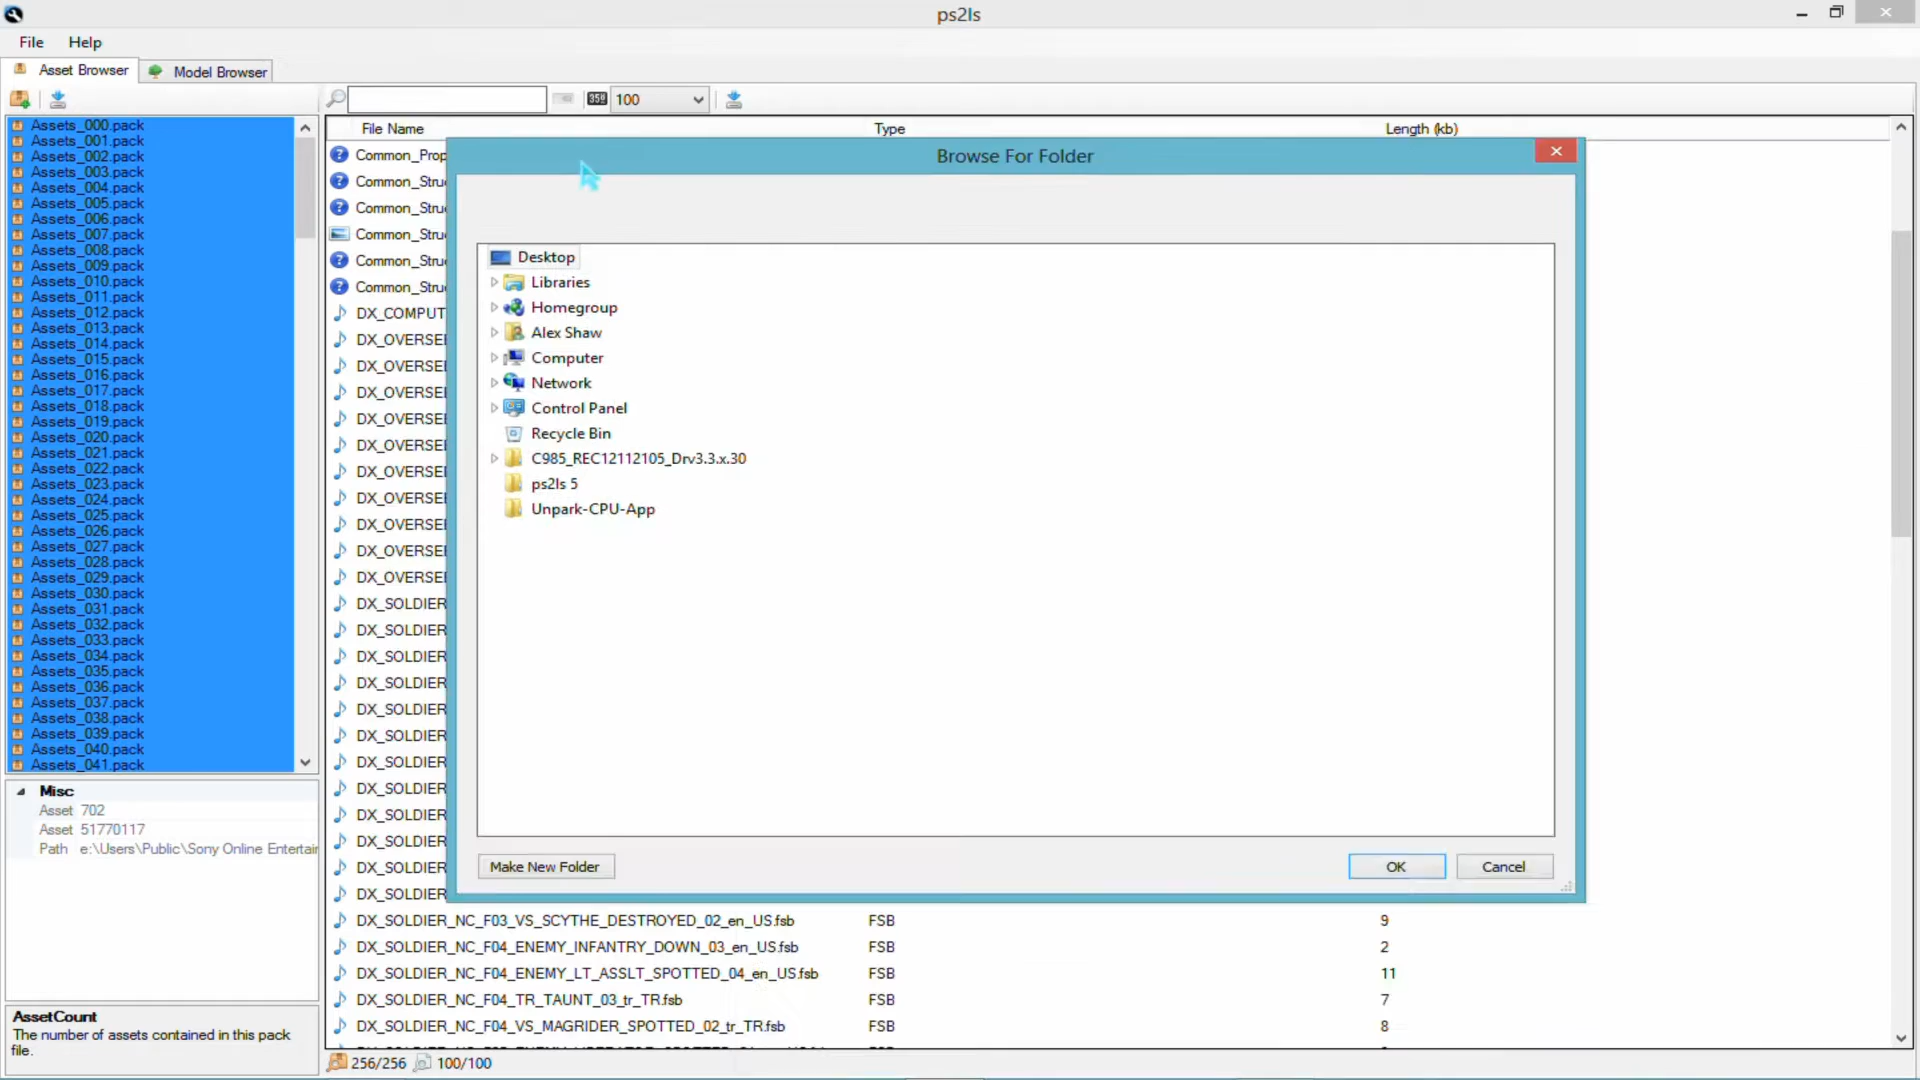 ps2ls
File Help
Asset Browser Model Browser
359 100
File Name Type Length (kb)
Assets_000.pack
Assets_001.pack
Assets_002.pack
Assets_003.pack
Assets_004.pack
Assets_005.pack
Assets_006.pack
Assets_007.pack
Assets_008.pack
Assets_009.pack
Assets_010.pack
Assets_011.pack
Assets_012.pack
Assets_013.pack
Assets_014.pack
Assets_015.pack
Assets_016.pack
Assets_017.pack
Assets_018.pack
Assets_019.pack
Assets_020.pack
Assets_021.pack
Assets_022.pack
Assets_023.pack
Assets_024.pack
Assets_025.pack
Assets_026.pack
Assets_027.pack
Assets_028.pack
Assets_029.pack
Assets_030.pack
Assets_031.pack
Assets_032.pack
Assets_033.pack
Assets_034.pack
Assets_035.pack
Assets_036.pack
Assets_037.pack
Assets_038.pack
Assets_039.pack
Assets_040.pack
Assets_041.pack
Misc
Asset 702
Asset 51770117
Path e:\Users\Public\Sony Online Entertair
AssetCount
The number of assets contained in this pack
file.
Common_Prop
Common_Stru
Common_Stru
Common_Stru
Common_Stru
Common_Stru
DX_COMPUT
DX_OVERSE
DX_OVERSE
DX_OVERSE
DX_OVERSE
DX_OVERSE
DX_OVERSE
DX_OVERSE
DX_OVERSE
DX_OVERSE
DX_OVERSE
DX_SOLDIER
DX_SOLDIER
DX_SOLDIER
DX_SOLDIER
DX_SOLDIER
DX_SOLDIER
DX_SOLDIER
DX_SOLDIER
DX_SOLDIER
DX_SOLDIER
DX_SOLDIER
DX_SOLDIER
DX_SOLDIER_NC_F03_VS_SCYTHE_DESTROYED_02_en_US.fsb FSB 9
DX_SOLDIER_NC_F04_ENEMY_INFANTRY_DOWN_03_en_US.fsb FSB 2
DX_SOLDIER_NC_F04_ENEMY_LT_ASSLT_SPOTTED_04_en_US.fsb FSB 11
DX_SOLDIER_NC_F04_TR_TAUNT_03_tr_TR.fsb FSB 7
DX_SOLDIER_NC_F04_VS_MAGRIDER_SPOTTED_02_tr_TR.fsb FSB 8
256/256 100/100
Browse For Folder
Desktop
Libraries
Homegroup
Alex Shaw
Computer
Network
Control Panel
Recycle Bin
C985_REC12112105_Drv3.3.x.30
ps2ls 5
Unpark-CPU-App
Make New Folder OK Cancel